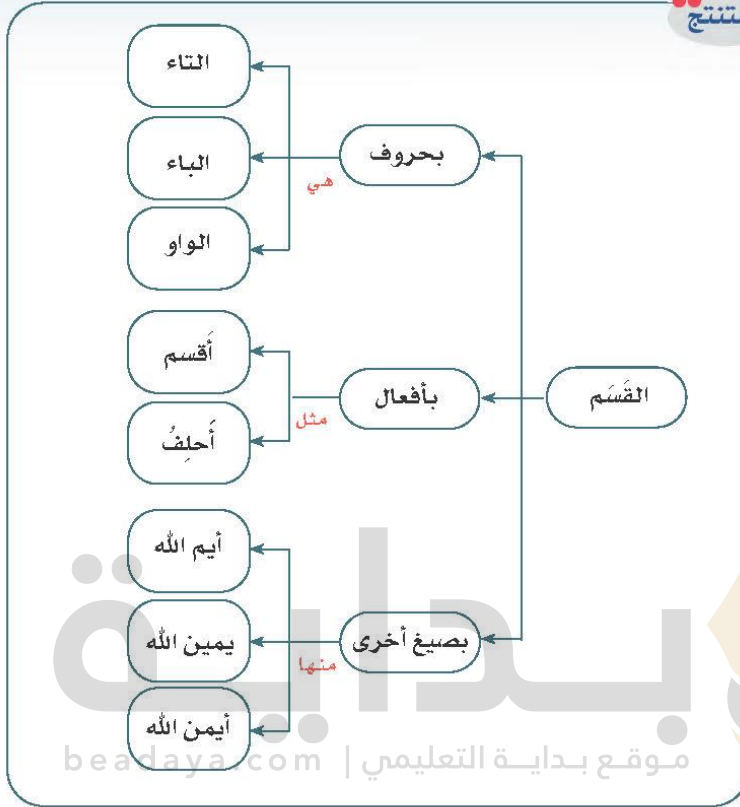 القَسَم
بحروف
هي
التاء
الباء
الواو
بأفعال
مثل
أَقسم
أَحلِفُ
بصيغ أخرى
منها
أيم الله
يمين الله
أيمن الله
بداية
موقع بداية التعليمي | beadaya.com